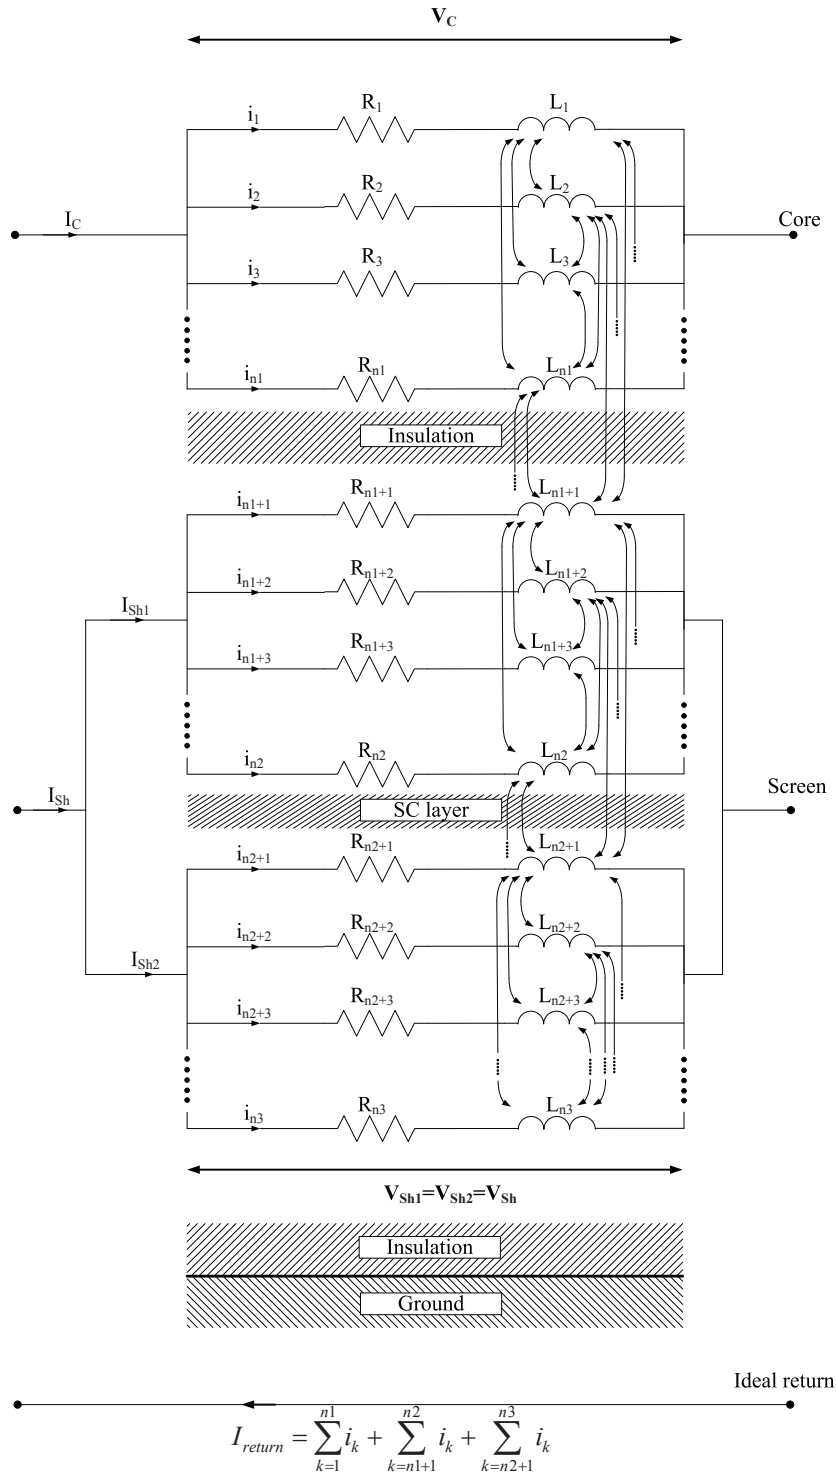 V_C
i_1 R_1 L_1
i_2 R_2 L_2
I_C Core
i_3 R_3 L_3
i_n1 R_n1 L_n1
Insulation
i_n1+1 R_n1+1 L_n1+1
i_n1+2 R_n1+2 L_n1+2
I_Sh1
i_n1+3 R_n1+3 L_n1+3
i_n2 R_n2 L_n2
I_Sh Screen
SC layer
i_n2+1 R_n2+1 L_n2+1
i_n2+2 R_n2+2 L_n2+2
I_Sh2
i_n2+3 R_n2+3 L_n2+3
i_n3 R_n3 L_n3
V_Sh1=V_Sh2=V_Sh
Insulation
Ground
Ideal return
I_return = \sum_{k=1}^{n1} i_k + \sum_{k=n1+1}^{n2} i_k + \sum_{k=n2+1}^{n3} i_k